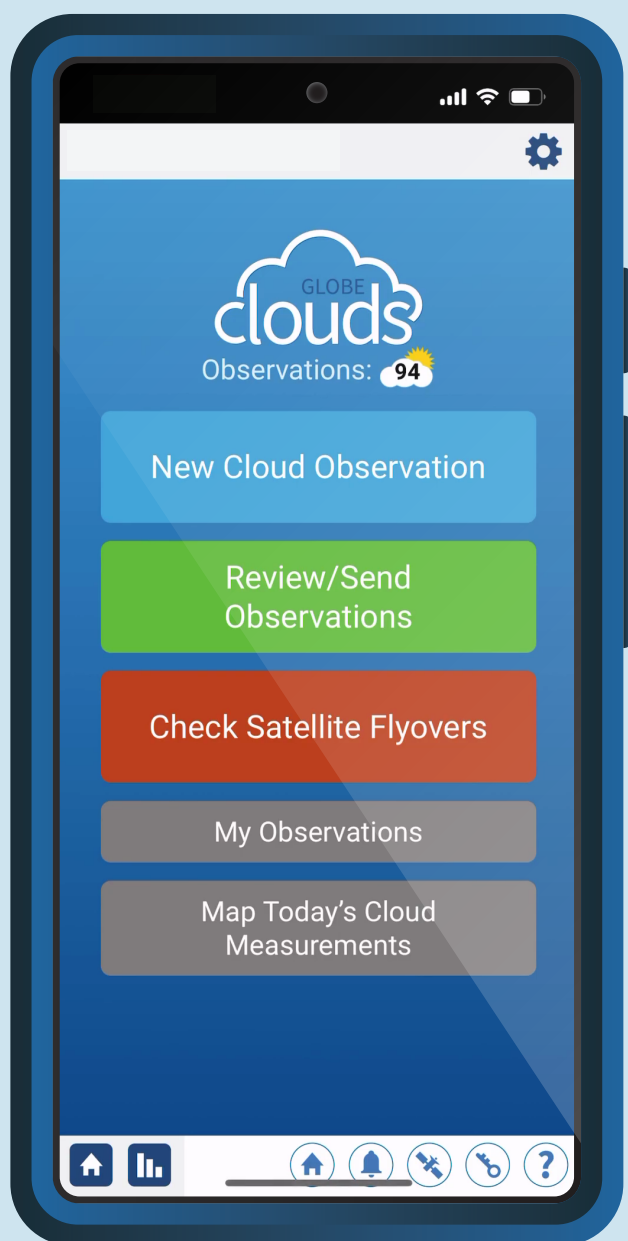 GLOBE
clouds
Observations: 94
New Cloud Observation
Review/Send
Observations
Check Satellite Flyovers
My Observations
Map Today’s Cloud
Measurements
?